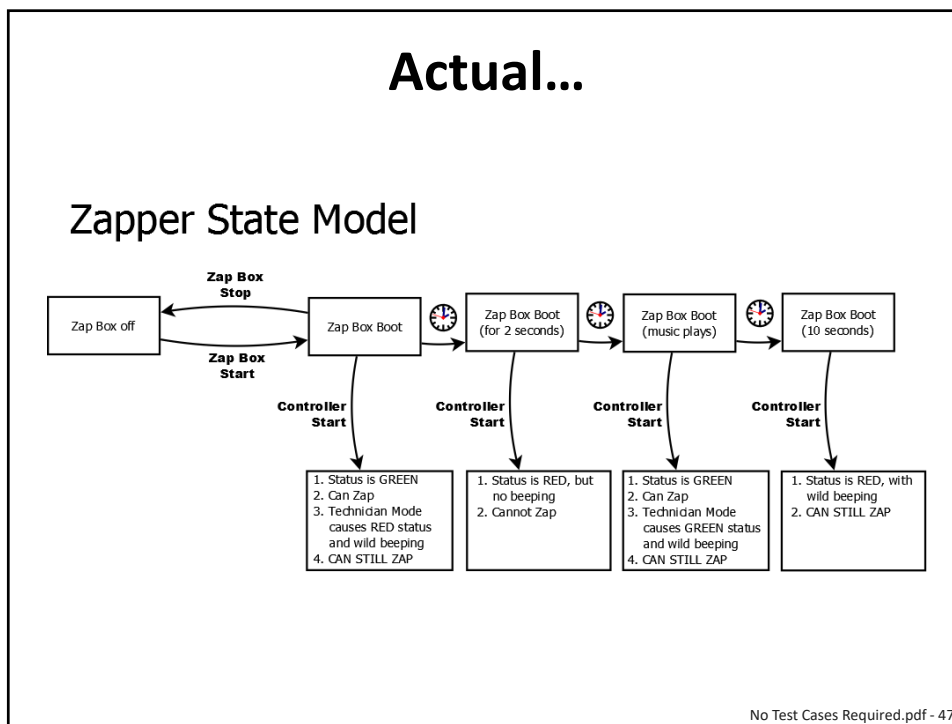 Actual...
Zapper State Model
Zap Box
Stop
Zap Box off
Zap Box
Start
Zap Box Boot
Zap Box Boot
(for 2 seconds)
Zap Box Boot
(music plays)
Zap Box Boot
(10 seconds)
Controller
Start
Controller
Start
Controller
Start
Controller
Start
1. Status is GREEN
2. Can Zap
3. Technician Mode
causes RED status
and wild beeping
4. CAN STILL ZAP
1. Status is RED, but
no beeping
2. Cannot Zap
1. Status is GREEN
2. Can Zap
3. Technician Mode
causes GREEN status
and wild beeping
4. CAN STILL ZAP
1. Status is RED, with
wild beeping
2. CAN STILL ZAP
No Test Cases Required.pdf - 47